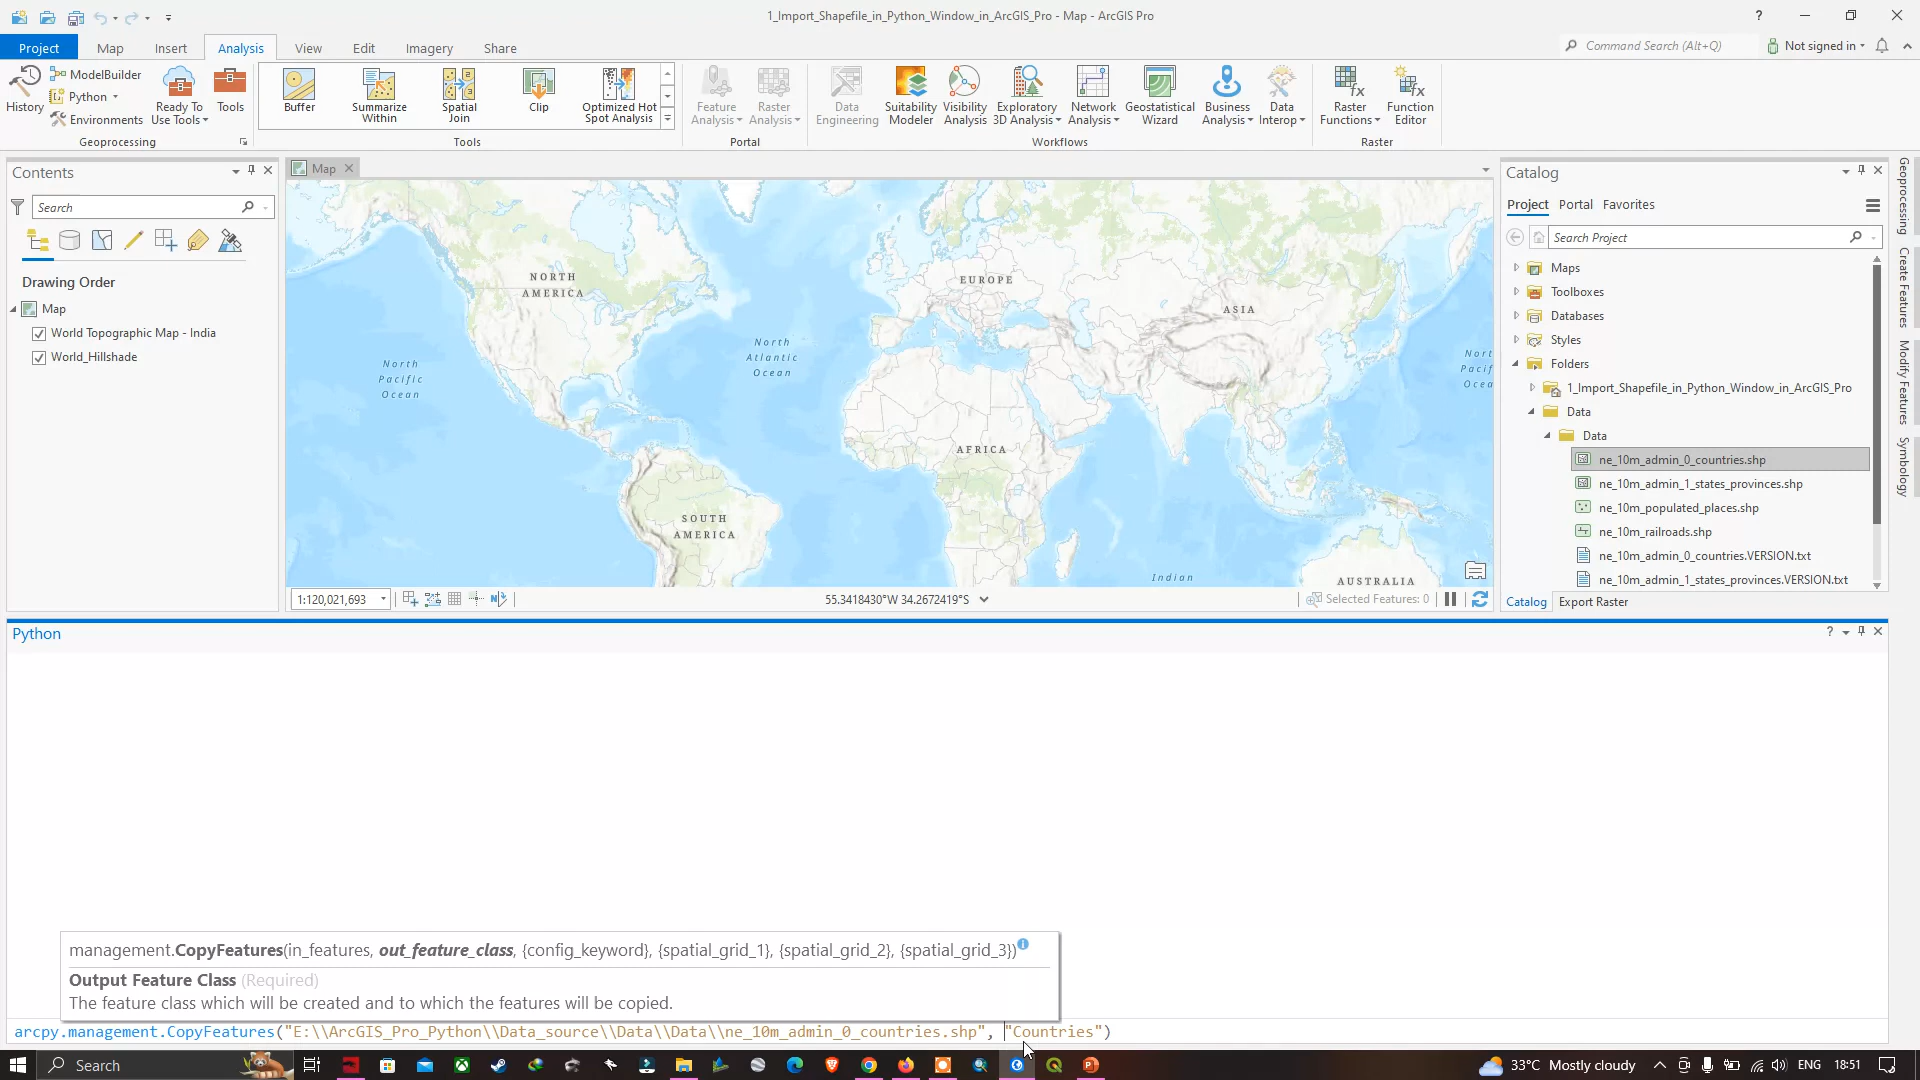 1_Import_Shapefile_in_Python_Window_in_ArcGIS_Pro - Map - ArcGIS Pro
Project
Map
Insert
Analysis
View
Edit
Imagery
Share
Command Search (Alt+Q)
Not signed in
History
ModelBuilder
Python
Environments
Ready To Use Tools
Tools
Geoprocessing
Buffer
Summarize Within
Spatial Join
Clip
Optimized Hot Spot Analysis
Tools
Feature Analysis
Raster Analysis
Portal
Data Engineering
Suitability Modeler
Visibility Analysis
Exploratory 3D Analysis
Network Analysis
Geostatistical Wizard
Business Analysis
Data Interop
Workflows
Raster Functions
Function Editor
Raster
Contents
Search
Drawing Order
Map
World Topographic Map - India
World_Hillshade
Map
NORTH
AMERICA
EUROPE
ASIA
North
Atlantic
Ocean
North
Pacific
Ocean
Nort
Pacif
Ocea
AFRICA
SOUTH
AMERICA
Indian
AUSTRALIA
1:120,021,693
55.3418430°W 34.2672419°S
Selected Features: 0
Catalog
Project
Portal
Favorites
Search Project
Maps
Toolboxes
Databases
Styles
Folders
1_Import_Shapefile_in_Python_Window_in_ArcGIS_Pro
Data
Data
ne_10m_admin_0_countries.shp
ne_10m_admin_1_states_provinces.shp
ne_10m_populated_places.shp
ne_10m_railroads.shp
ne_10m_admin_0_countries.VERSION.txt
ne_10m_admin_1_states_provinces.VERSION.txt
Catalog
Export Raster
Geoprocessing
Create Features
Modify Features
Symbology
Python
management.CopyFeatures(in_features, out_feature_class, {config_keyword}, {spatial_grid_1}, {spatial_grid_2}, {spatial_grid_3})
Output Feature Class (Required)
The feature class which will be created and to which the features will be copied.
arcpy.management.CopyFeatures("E:\\ArcGIS_Pro_Python\\Data_source\\Data\\Data\\ne_10m_admin_0_countries.shp", "Countries")
Search
33°C Mostly cloudy
ENG
18:51